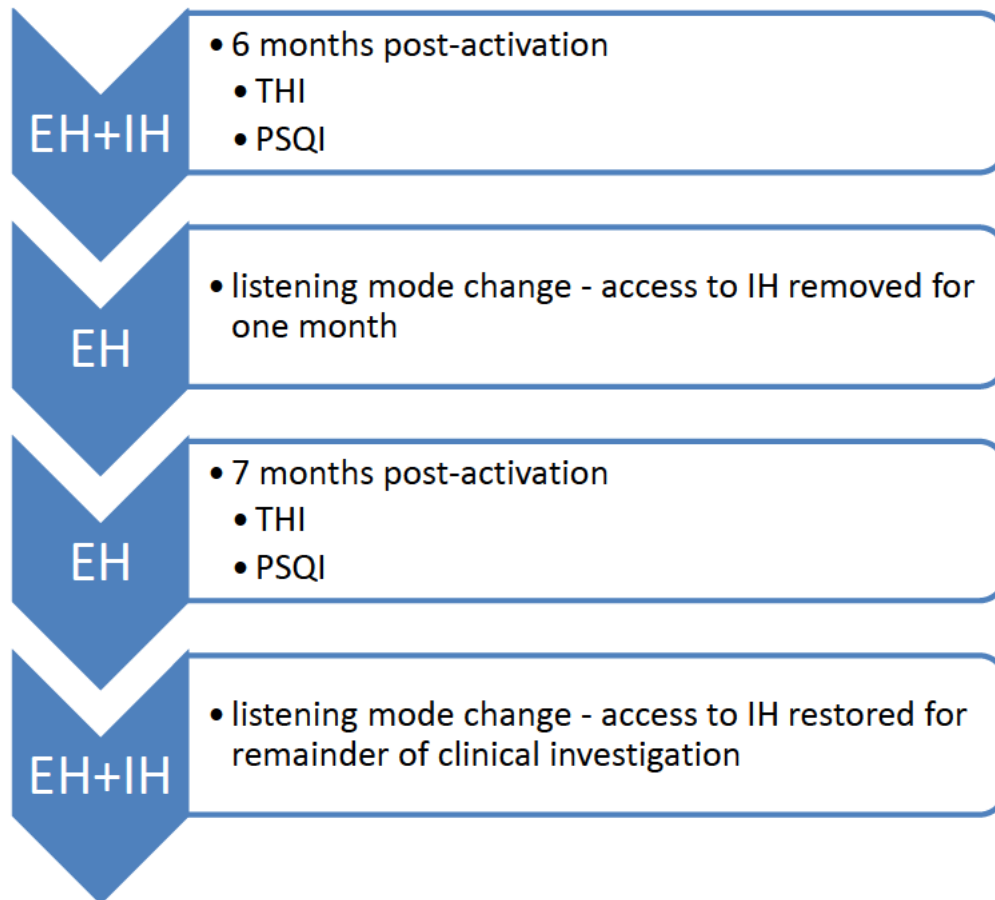 EH+IH
• 6 months post-activation
• THI
• PSQI
EH
• listening mode change - access to IH removed for
one month
EH
• 7 months post-activation
• THI
• PSQI
EH+IH
• listening mode change - access to IH restored for
remainder of clinical investigation